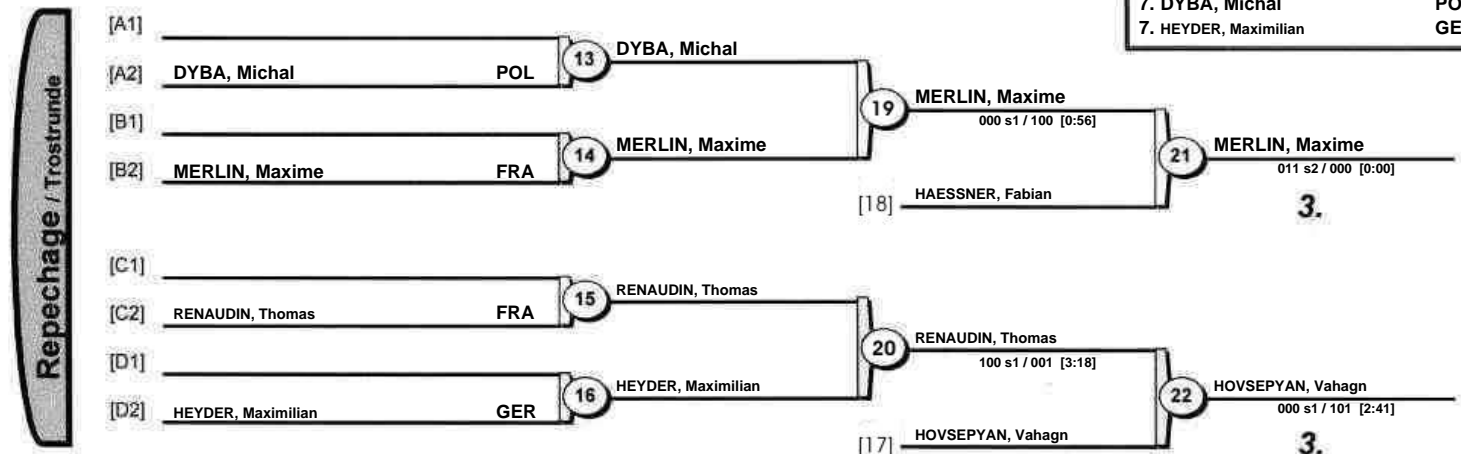 7. DYBA, Michal
7. HEYDER, Maximilian GE
Repechage / Trostrunde
[A1]
[A2] DYBA, Michal POL
13 DYBA, Michal
[B1]
[B2] MERLIN, Maxime FRA
14 MERLIN, Maxime
19 MERLIN, Maxime
000 s1 / 100 [0:56]
[18] HAESSNER, Fabian
21 MERLIN, Maxime
011 s2 / 000 [0:00]
3.
[C1]
[C2] RENAUDIN, Thomas FRA
15 RENAUDIN, Thomas
[D1]
[D2] HEYDER, Maximilian GER
16 HEYDER, Maximilian
20 RENAUDIN, Thomas
100 s1 / 001 [3:18]
[17] HOVSEPYAN, Vahagn
22 HOVSEPYAN, Vahagn
000 s1 / 101 [2:41]
3.